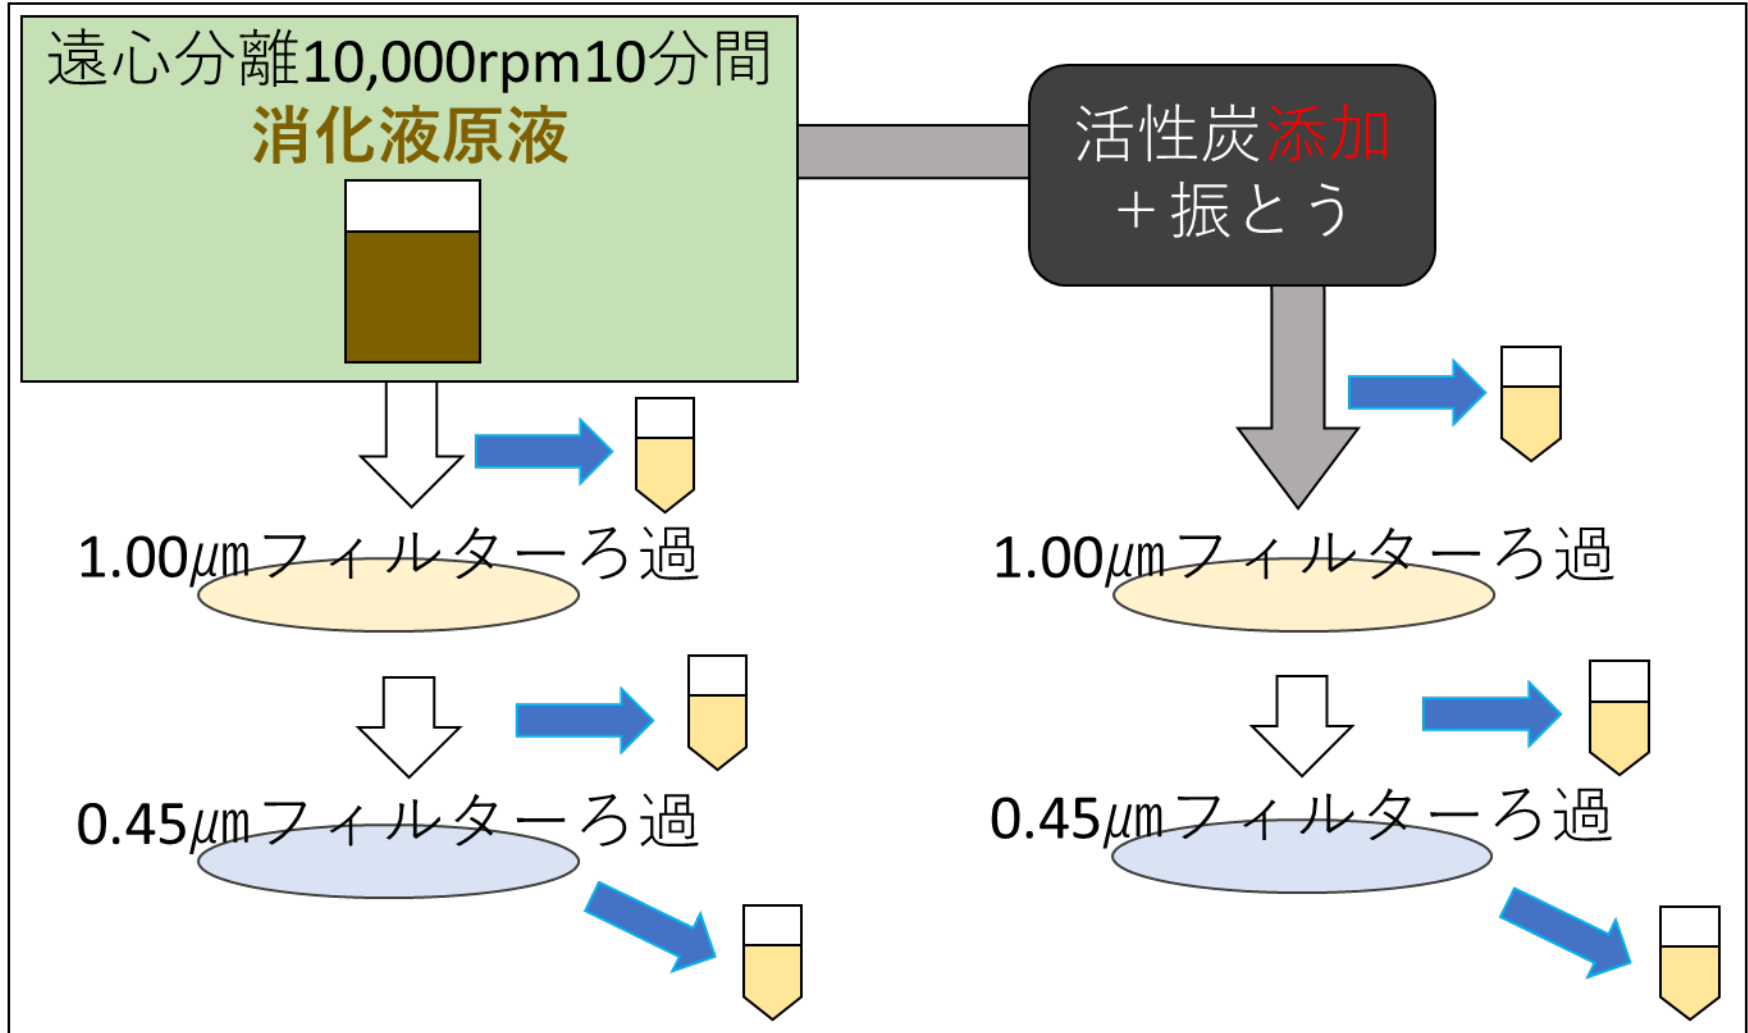 遠心分離10,000rpm10分間
消化液原液
活性炭添加
＋振とう
1.00㎛フィルターろ過
1.00㎛フィルターろ過
0.45㎛フィルターろ過
0.45㎛フィルターろ過